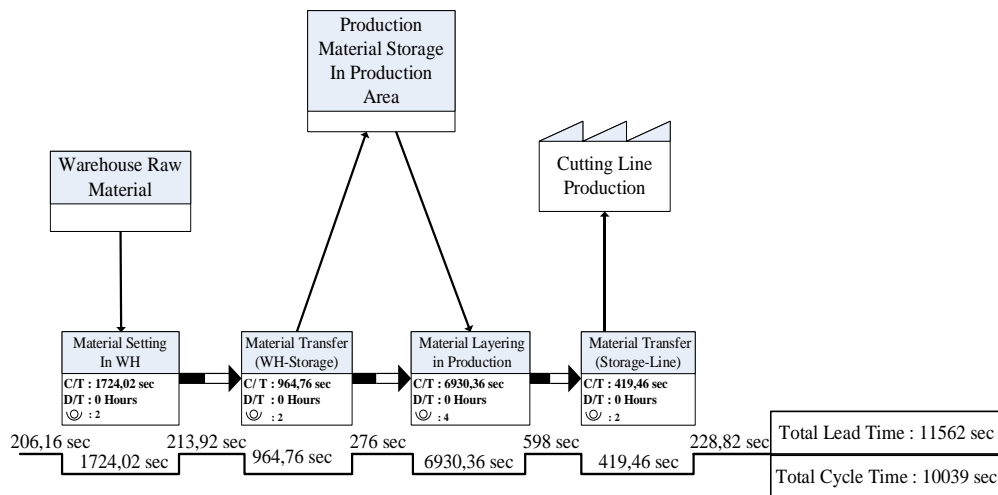 Production
Material Storage
In Production
Area
Warehouse Raw
Material
Cutting Line
Production
Material Setting
In WH
C/T : 1724,02 sec
D/T : 0 Hours
: 2
Material Transfer
(WH-Storage)
C/ T : 964,76 sec
D/T : 0 Hours
: 2
Material Layering
in Production
C/T : 6930,36 sec
D/T : 0 Hours
: 4
Material Transfer
(Storage-Line)
C/T : 419,46 sec
D/T : 0 Hours
: 2
206,16 sec
213,92 sec
276 sec
598 sec
228,82 sec
1724,02 sec
964,76 sec
6930,36 sec
419,46 sec
Total Lead Time : 11562 sec
Total Cycle Time : 10039 sec